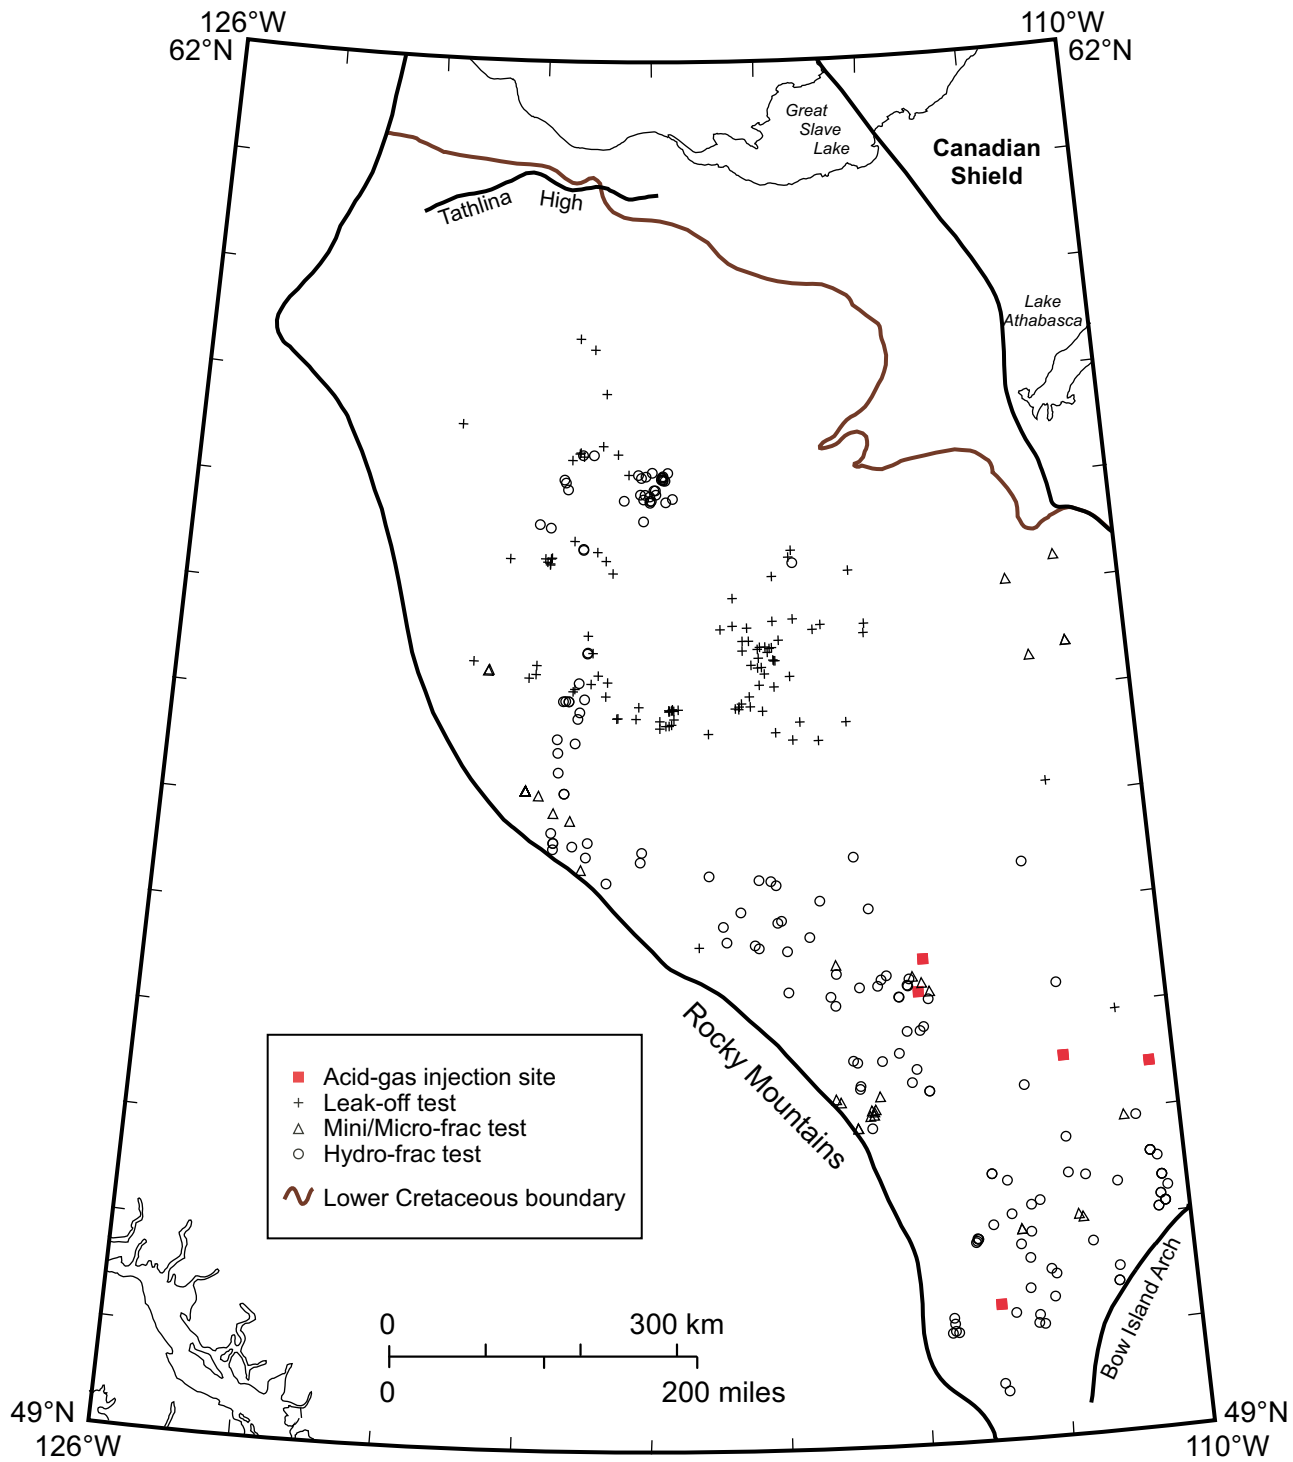 126°W
110°W
62°N
62°N
Great
Slave
Lake
Canadian
Shield
Tathlina High
Lake
Athabasca
Rocky Mountains
Acid-gas injection site
Leak-off test
Mini/Micro-frac test
Hydro-frac test
Lower Cretaceous boundary
Bow Island Arch
0 300 km
0 200 miles
49°N
49°N
126°W
110°W